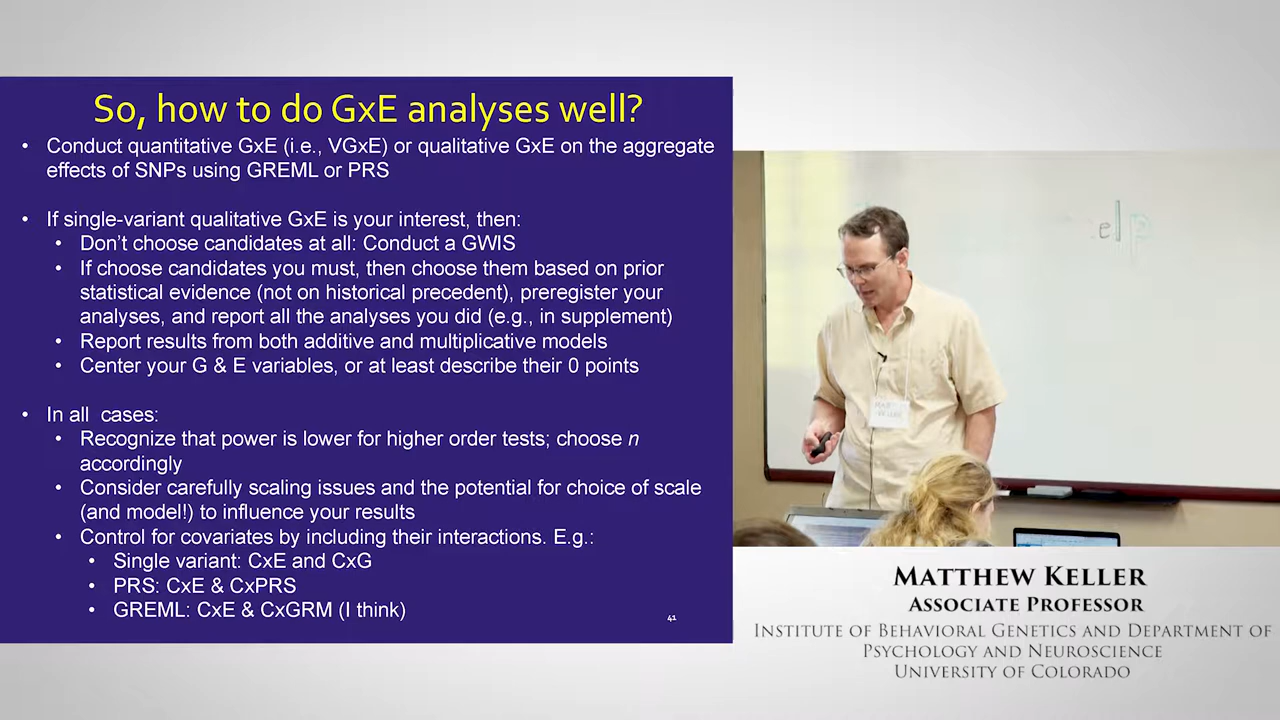 So, how to do GxE analyses well?
• Conduct quantitative GxE (i.e., VGxE) or qualitative GxE on the aggregate
effects of SNPs using GREML or PRS
• If single-variant qualitative GxE is your interest, then:
• Don't choose candidates at all: Conduct a GWIS
• If choose candidates you must, then choose them based on prior
statistical evidence (not on historical precedent), preregister your
analyses, and report all the analyses you did (e.g., in supplement)
• Report results from both additive and multiplicative models
• Center your G & E variables, or at least describe their 0 points
• In all cases:
• Recognize that power is lower for higher order tests; choose n
accordingly
• Consider carefully scaling issues and the potential for choice of scale
(and model!) to influence your results
• Control for covariates by including their interactions. E.g.:
• Single variant: CxE and CxG
• PRS: CxE & CxPRS
• GREML: CxE & CxGRM (I think)
41
elp
MATTHEW KELLER
ASSOCIATE PROFESSOR
INSTITUTE OF BEHAVIORAL GENETICS AND DEPARTMENT OF
PSYCHOLOGY AND NEUROSCIENCE
UNIVERSITY OF COLORADO